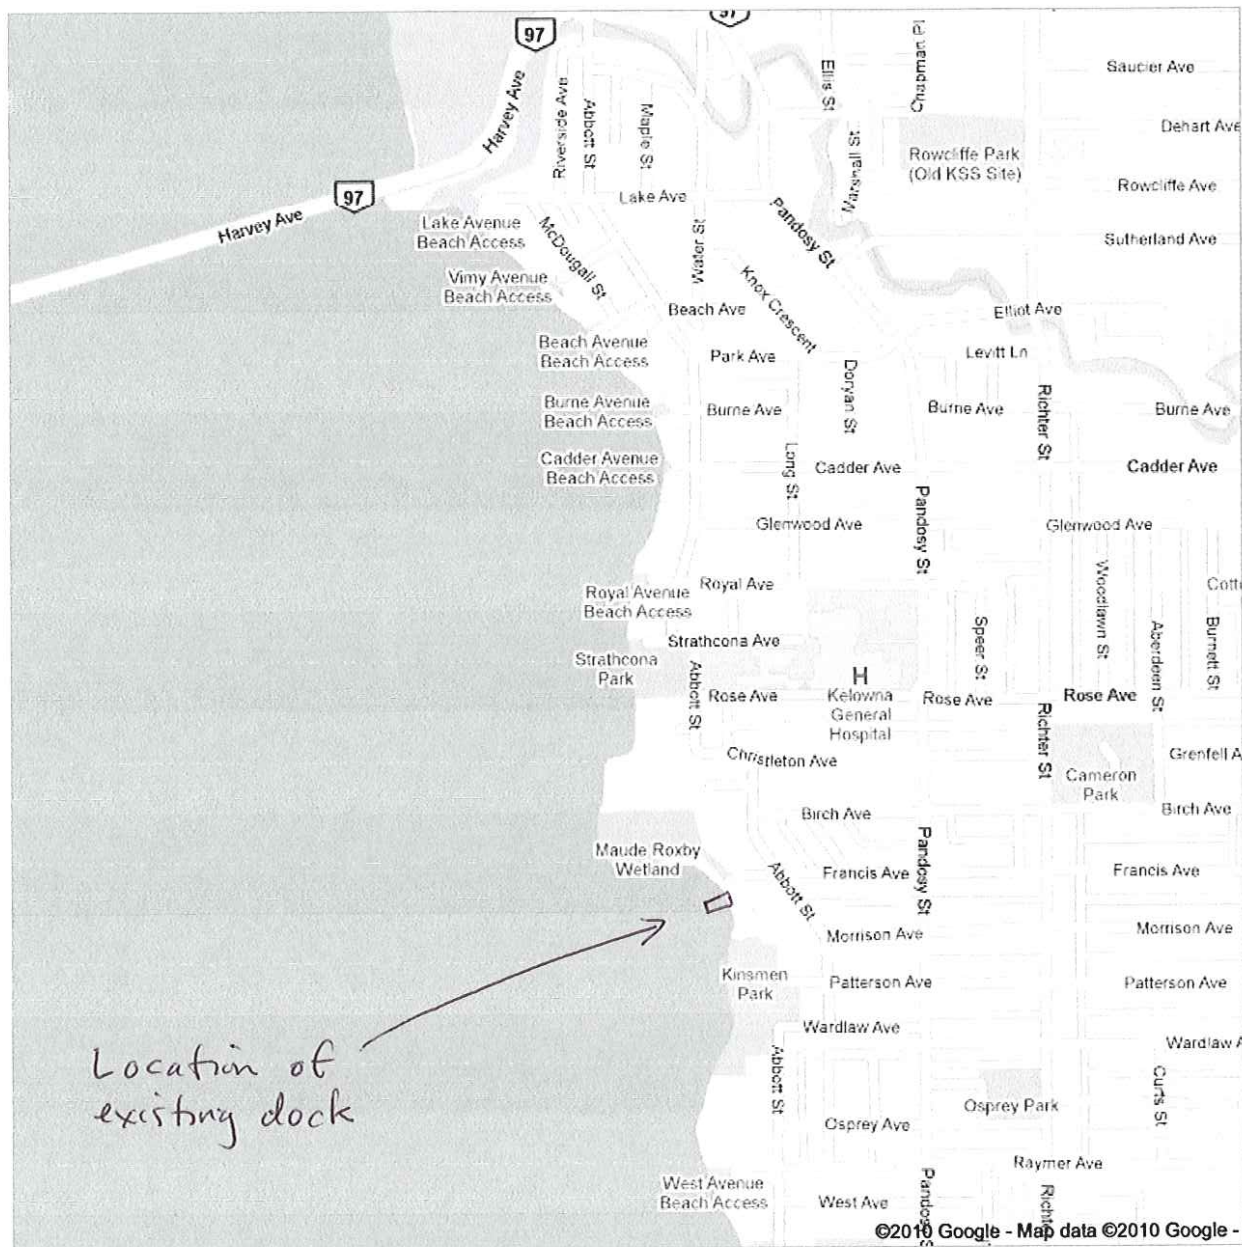 97
97
Harvey Ave
Riverside Ave
Abbott St
Maple St
Ellis St
Marshall St
Saucier Ave
Dehart Ave
Rowcliffe Park
(Old KSS Site)
Rowcliffe Ave
97
Harvey Ave
Lake Ave
Lake Avenue
Beach Access
McDougall St
Water St
Pandosy St
Sutherland Ave
Vimy Avenue
Beach Access
Knox Crescent
Beach Ave
Elliot Ave
Beach Avenue
Beach Access
Park Ave
Levitt Ln
Doryan St
Richter St
Burne Avenue
Beach Access
Burne Ave
Burne Ave
Burne Ave
Cadder Avenue
Beach Access
Long St
Cadder Ave
Cadder Ave
Pandosy St
Glenwood Ave
Glenwood Ave
Woodlawn St
Royal Avenue
Beach Access
Royal Ave
Cott
Strathcona Ave
Speer St
Aberdeen St
Burnett St
Strathcona
Park
Abbott St
H
Kelowna
General
Hospital
Rose Ave
Rose Ave
Rose Ave
Richter St
Christleton Ave
Cameron
Park
Grenfell A
Birch Ave
Birch Ave
Maude Roxby
Wetland
Abbott St
Francis Ave
Pandosy St
Francis Ave
Morrison Ave
Morrison Ave
Kinsmen
Park
Patterson Ave
Patterson Ave
Wardlaw Ave
Wardlaw A
Location of
existing dock
Abbott St
Curts St
Osprey Park
Osprey Ave
Raymer Ave
West Avenue
Beach Access
West Ave
Pandosy S
Richter
©2010 Google - Map data ©2010 Google -